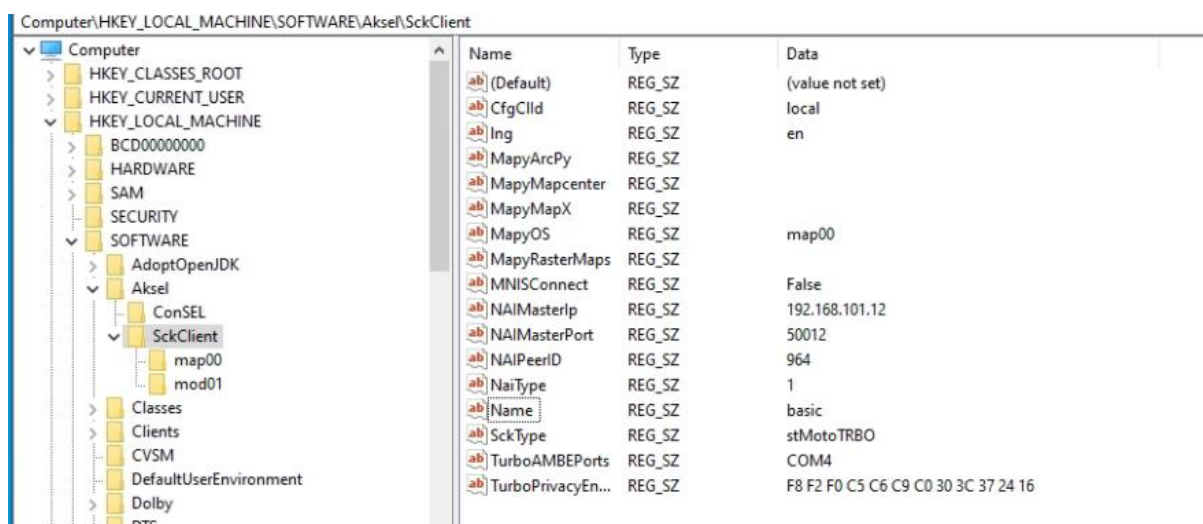 Computer\HKEY_LOCAL_MACHINE\SOFTWARE\Aksel\SckClient
Computer
HKEY_CLASSES_ROOT
HKEY_CURRENT_USER
HKEY_LOCAL_MACHINE
BCD00000000
HARDWARE
SAM
SECURITY
SOFTWARE
AdoptOpenJDK
Aksel
ConSEL
SckClient
map00
mod01
Classes
Clients
CVSM
DefaultUserEnvironment
Dolby
Name Type Data
(Default) REG_SZ (value not set)
CfgClId REG_SZ local
lng REG_SZ en
MapyArcPy REG_SZ
MapyMapcenter REG_SZ
MapyMapX REG_SZ
MapyOS REG_SZ map00
MapyRasterMaps REG_SZ
MNISConnect REG_SZ False
NAIMasterIp REG_SZ 192.168.101.12
NAIMasterPort REG_SZ 50012
NAIPeerID REG_SZ 964
NaiType REG_SZ 1
Name REG_SZ basic
SckType REG_SZ stMotoTRBO
TurboAMBEPorts REG_SZ COM4
TurboPrivacyEn... REG_SZ F8 F2 F0 C5 C6 C9 C0 30 3C 37 24 16